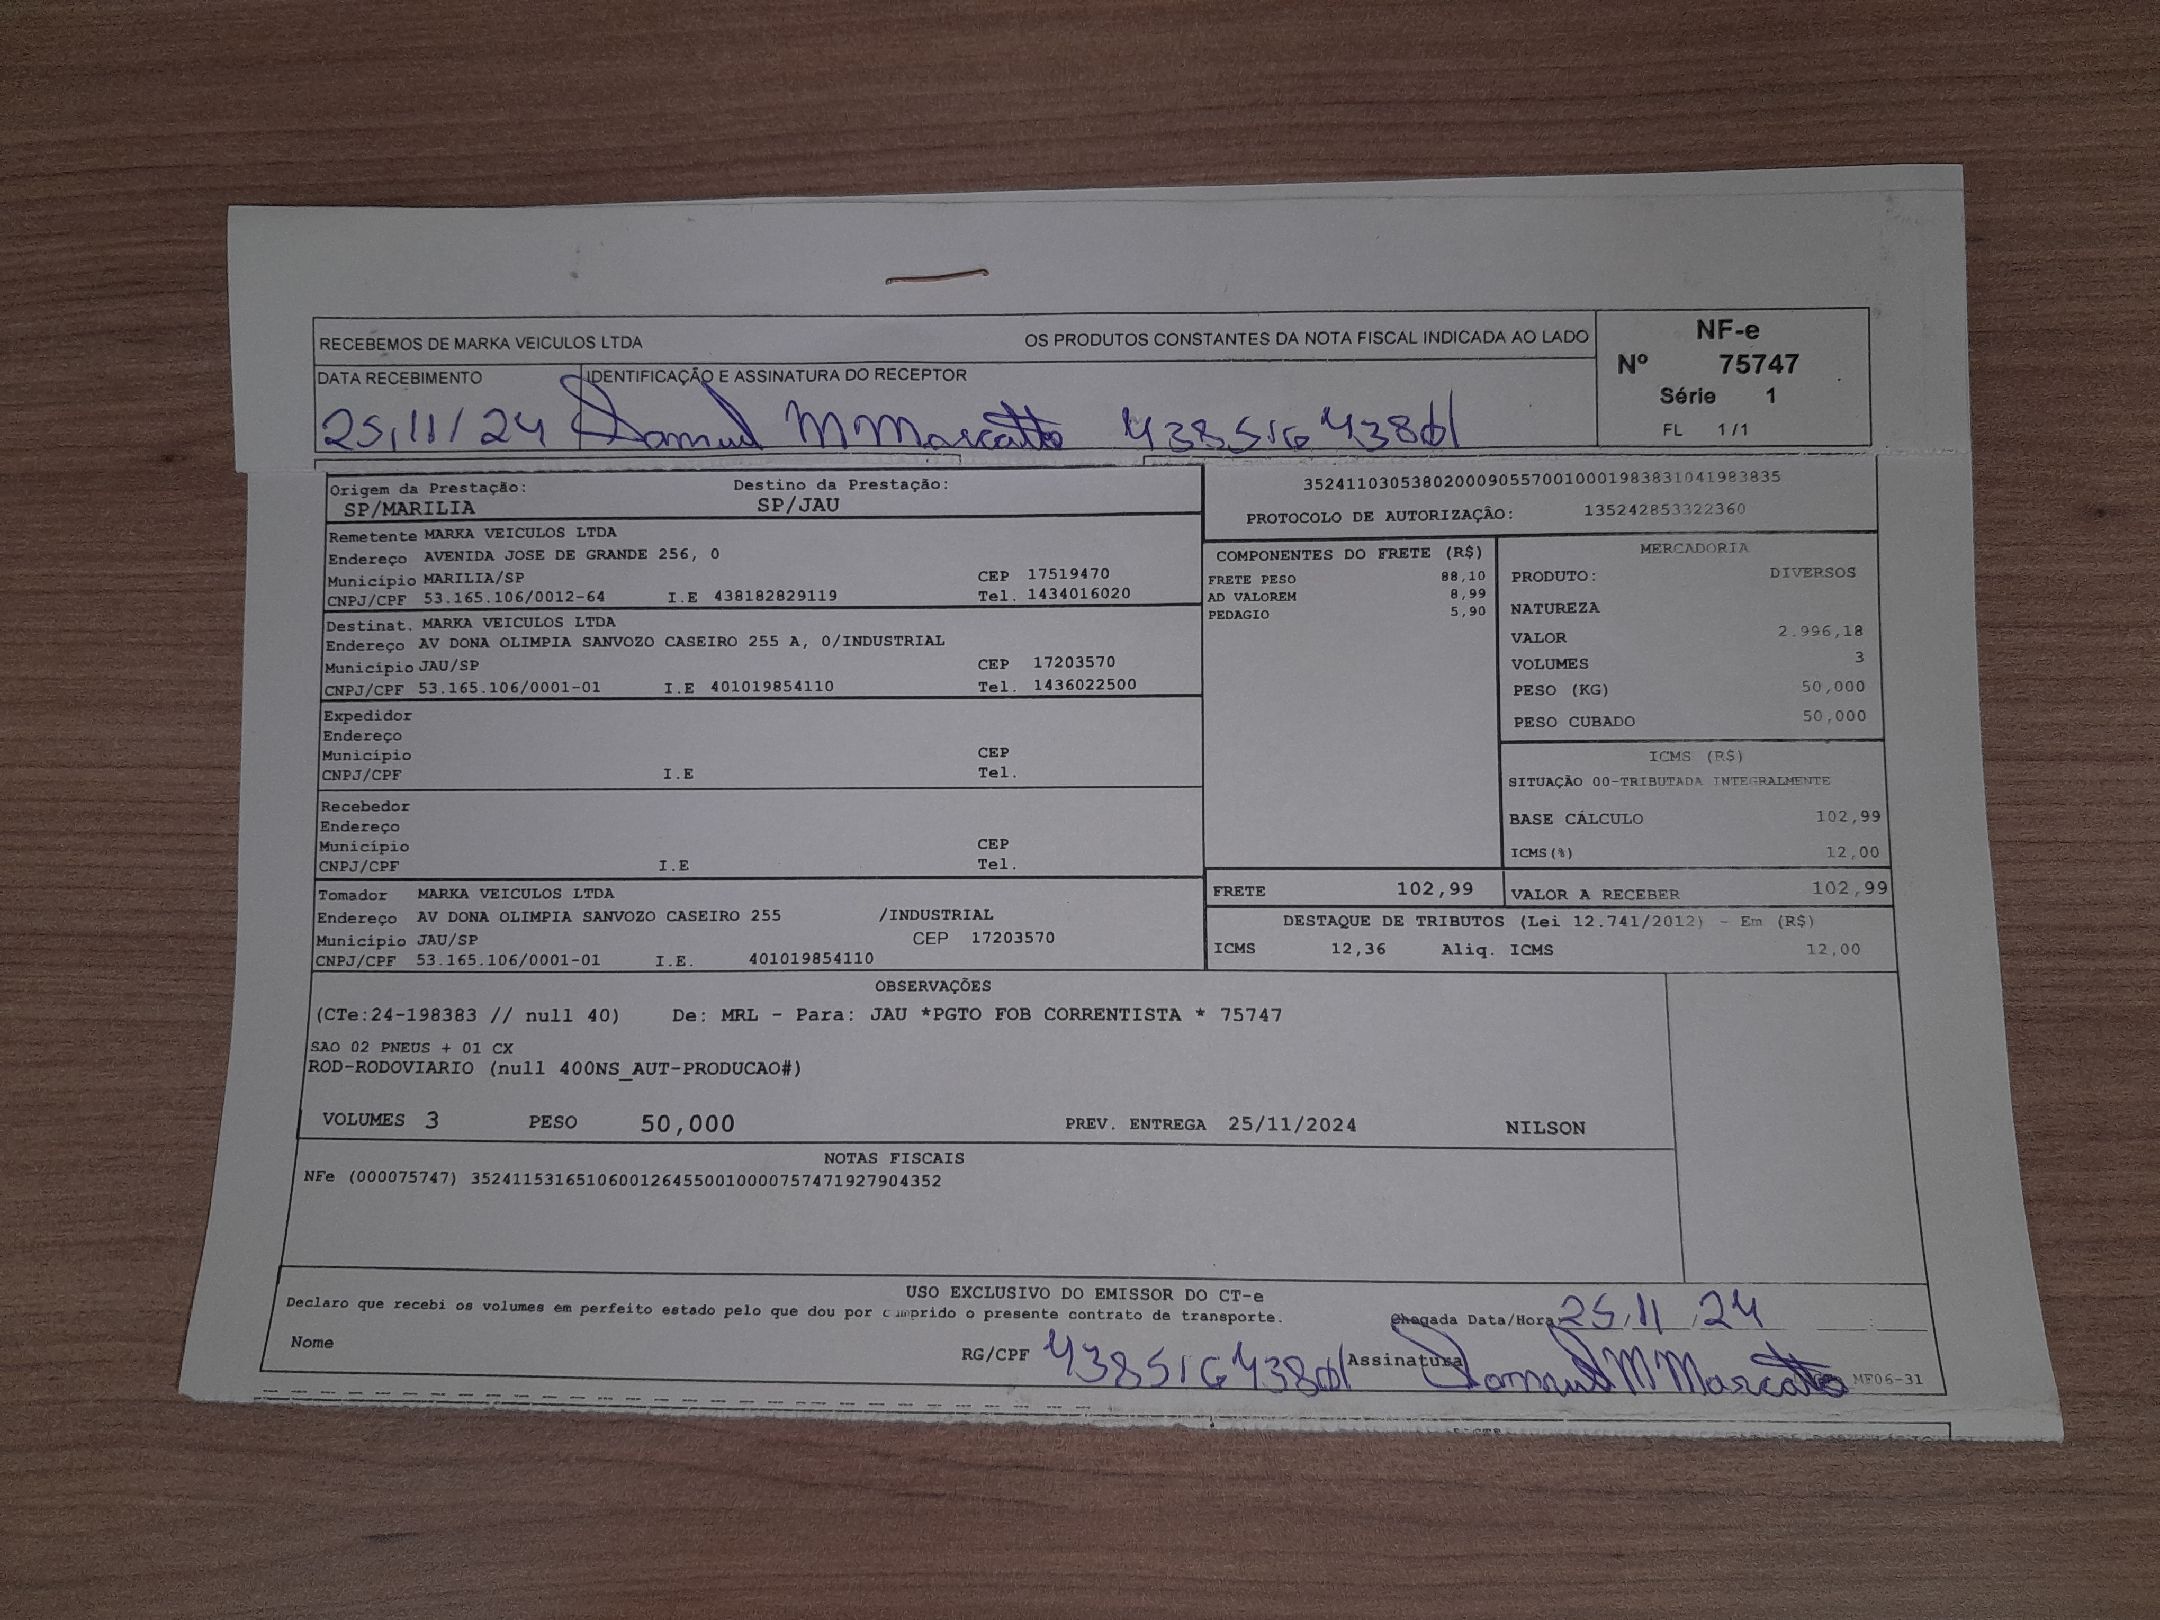 RECEBEMOS DE MARKA VEICULOS LTDA OS PRODUTOS CONSTANTES DA NOTA FISCAL INDICADA AO LADO
NF-e
Nº 75747
Série 1
FL 1/1
DATA RECEBIMENTO IDENTIFICAÇÃO E ASSINATURA DO RECEPTOR
25/11/24 Samuel M Marcatto
Origem da Prestação: Destino da Prestação:
SP/MARILIA SP/JAU
35241103053802000905570010001983831041983835
PROTOCOLO DE AUTORIZAÇÃO: 135242853322360
Remetente MARKA VEICULOS LTDA
Endereço AVENIDA JOSE DE GRANDE 256, 0
Município MARILIA/SP CEP 17519470
CNPJ/CPF 53.165.106/0012-64 I.E 438182829119 Tel. 1434016020
Destinat. MARKA VEICULOS LTDA
Endereço AV DONA OLIMPIA SANVOZO CASEIRO 255 A, 0/INDUSTRIAL
Município JAU/SP CEP 17203570
CNPJ/CPF 53.165.106/0001-01 I.E 401019854110 Tel. 1436022500
Expedidor
Endereço
Município CEP
CNPJ/CPF I.E Tel.
Recebedor
Endereço
Município CEP
CNPJ/CPF I.E Tel.
Tomador MARKA VEICULOS LTDA
Endereço AV DONA OLIMPIA SANVOZO CASEIRO 255 /INDUSTRIAL
Município JAU/SP CEP 17203570
CNPJ/CPF 53.165.106/0001-01 I.E. 401019854110
COMPONENTES DO FRETE (R$)
FRETE PESO 88,10
AD VALOREM 8,99
PEDAGIO 5,90
MERCADORIA
PRODUTO: DIVERSOS
NATUREZA
VALOR 2.996,18
VOLUMES 3
PESO (KG) 50,000
PESO CUBADO 50,000
ICMS (R$)
SITUAÇÃO 00-TRIBUTADA INTEGRALMENTE
BASE CÁLCULO 102,99
ICMS(%) 12,00
FRETE 102,99 VALOR A RECEBER 102,99
DESTAQUE DE TRIBUTOS (Lei 12.741/2012) - Em (R$)
ICMS 12,36 Aliq. ICMS 12,00
OBSERVAÇÕES
(CTe:24-198383 // null 40) De: MRL - Para: JAU *PGTO FOB CORRENTISTA * 75747
SAO 02 PNEUS + 01 CX
ROD-RODOVIARIO (null 400NS_AUT-PRODUCAO#)
VOLUMES 3 PESO 50,000 PREV. ENTREGA 25/11/2024 NILSON
NOTAS FISCAIS
NFe (000075747) 35241153165106001264550010000757471927904352
USO EXCLUSIVO DO EMISSOR DO CT-e
Declaro que recebi os volumes em perfeito estado pelo que dou por cumprido o presente contrato de transporte.
Chegada Data/Hora 25/11/24
Nome RG/CPF Assinatura Samuel M Marcatto MF06-31